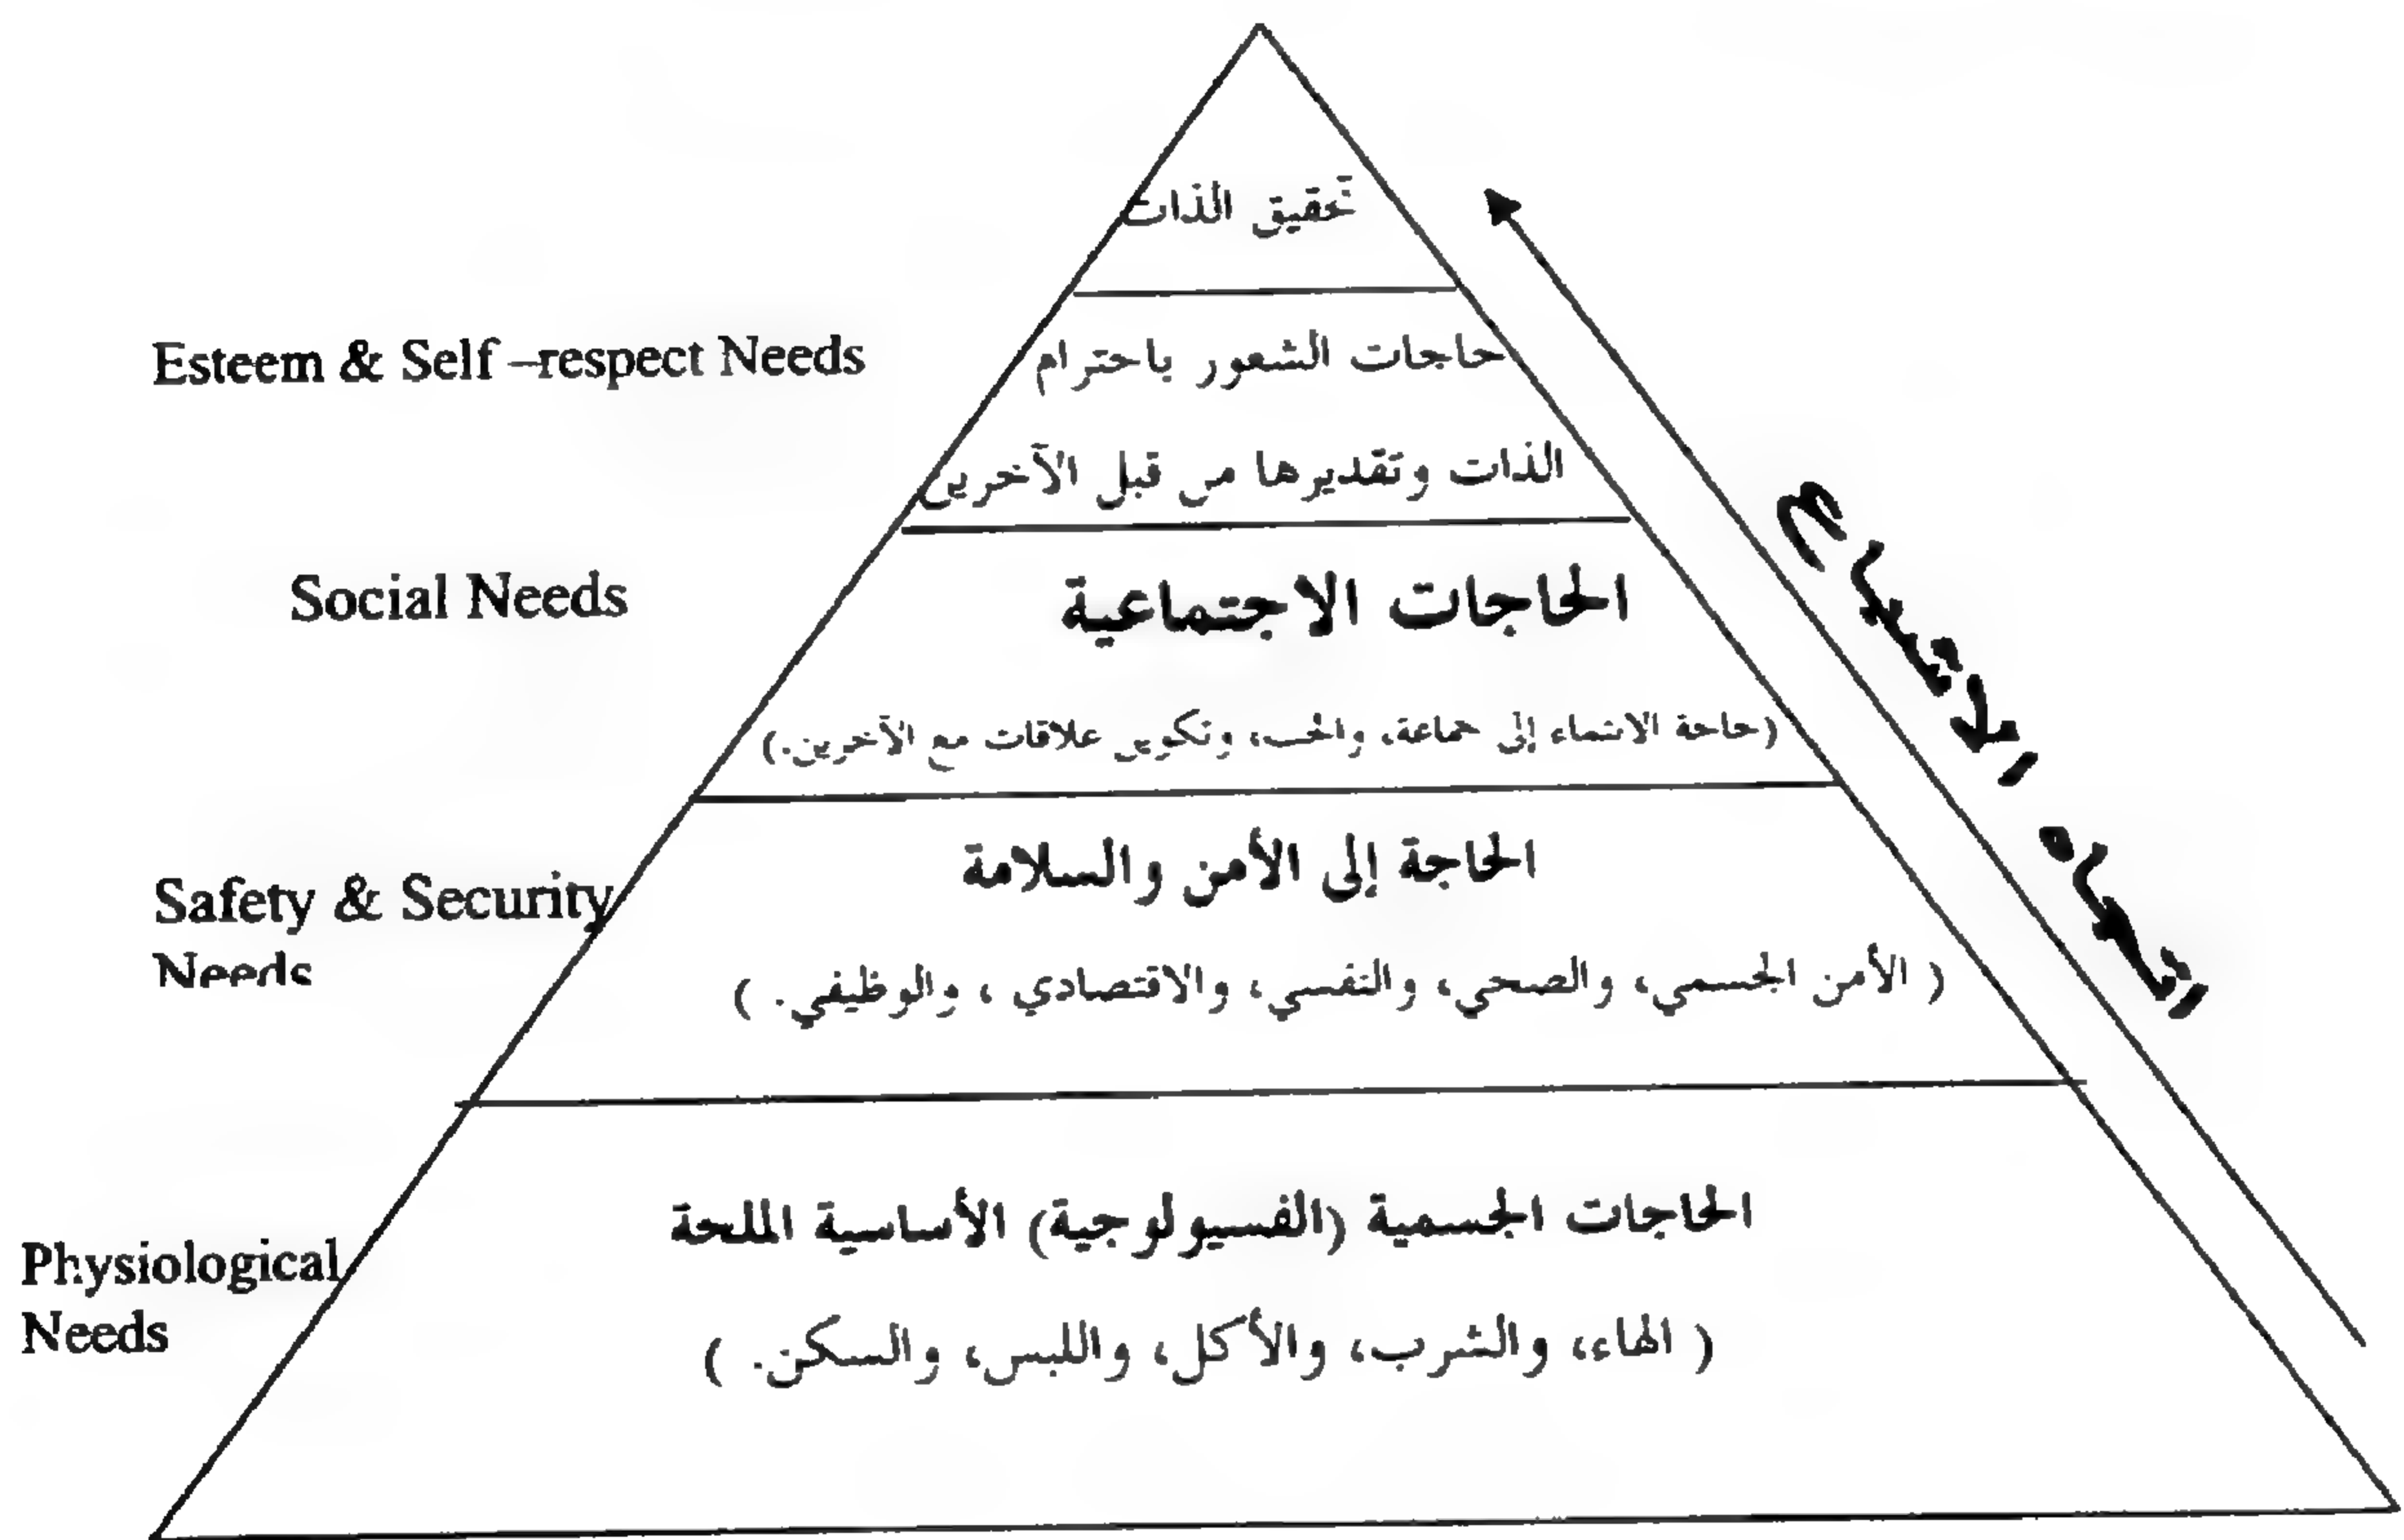 تحقيق الذات
Esteem & Self –respect Needs
حاجات الشعور باحترام
الذات وتقديرها من قبل الآخرين
Social Needs
الحاجات الاجتماعية
(حاجة الانتماء إلى جماعة، والحب، وتكوين علاقات مع الآخرين.)
Safety & Security
Needs
الحاجة إلى الأمن والسلامة
( الأمن الجسمي، والصحي، والنفسي، والاقتصادي ، والوظيفي. )
Physiological
Needs
الحاجات الجسمية (الفسيولوجية) الأساسية الملحة
( الماء، والشرب، والأكل، واللبس، والسكن. )